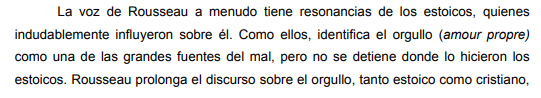 La voz de Rousseau a menudo tiene resonancias de los estoicos, quienes
indudablemente influyeron sobre él. Como ellos, identifica el orgullo (amour propre)
como una de las grandes fuentes del mal, pero no se detiene donde lo hicieron los
estoicos. Rousseau prolonga el discurso sobre el orgullo, tanto estoico como cristiano,